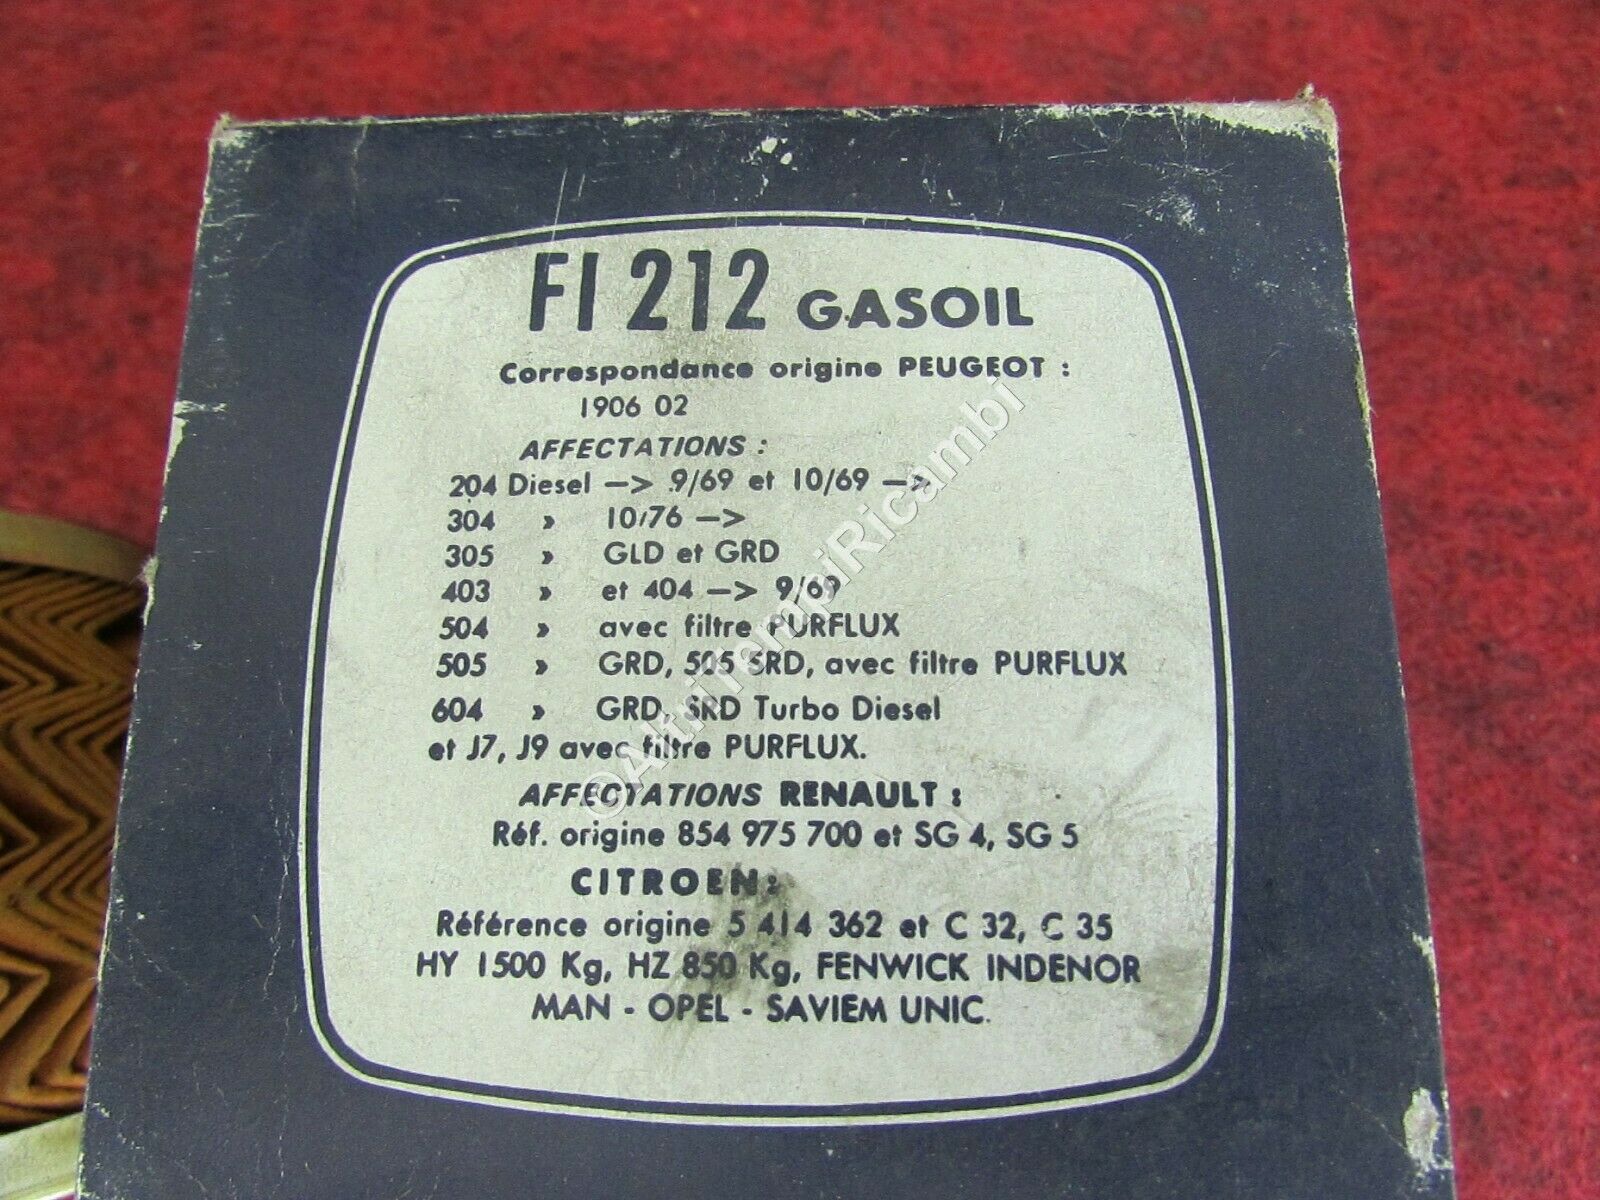 FI 212 GASOIL
Correspondance origine PEUGEOT :
1906 02
AFFECTATIONS :
204 Diesel —> 9/69 et 10/69 —>
304 » 10/76 —>
305 » GLD et GRD
403 » et 404 —> 9/69
504 » avec filtre PURFLUX
505 » GRD, 505 SRD, avec filtre PURFLUX
604 » GRD, SRD Turbo Diesel
et J7, J9 avec filtre PURFLUX.
AFFECTATIONS RENAULT :
Réf. origine 854 975 700 et SG 4, SG 5
CITROEN :
Référence origine 5 414 362 et C 32, C 35
HY 1500 Kg, HZ 850 Kg, FENWICK INDENOR
MAN - OPEL - SAVIEM UNIC.
©AltriTempiRicambi